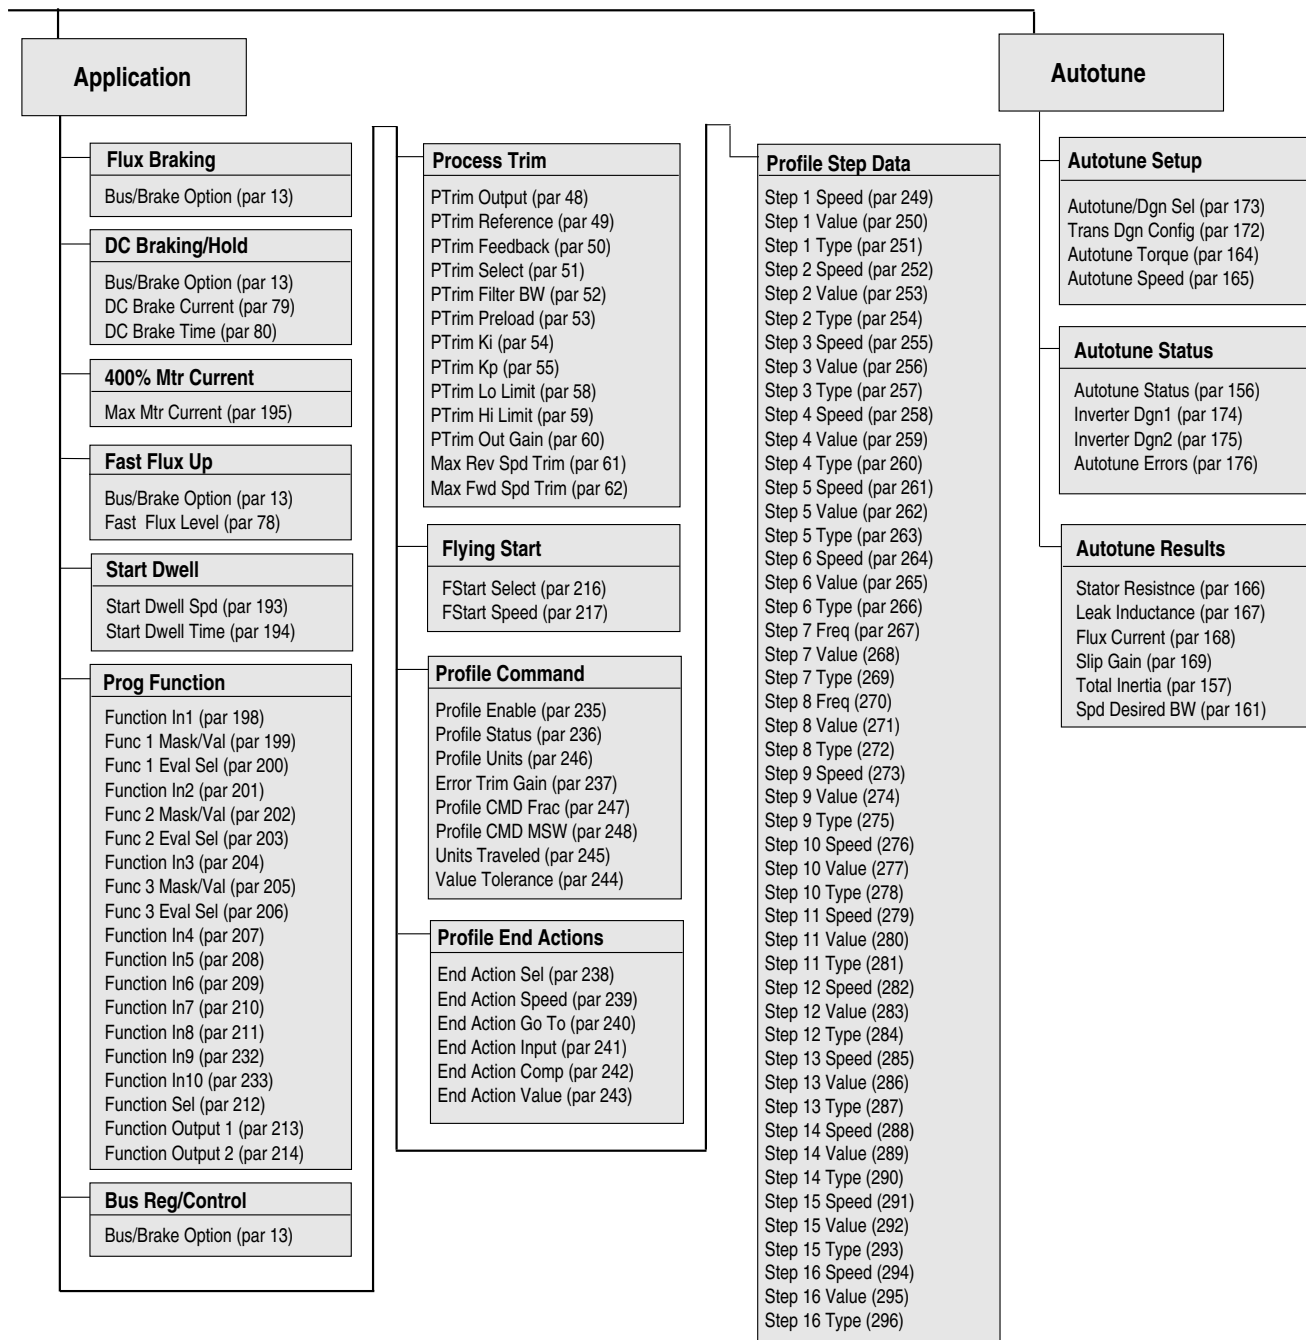 Application
Flux Braking
Bus/Brake Option (par 13)
DC Braking/Hold
Bus/Brake Option (par 13)
DC Brake Current (par 79)
DC Brake Time (par 80)
400% Mtr Current
Max Mtr Current (par 195)
Fast Flux Up
Bus/Brake Option (par 13)
Fast Flux Level (par 78)
Start Dwell
Start Dwell Spd (par 193)
Start Dwell Time (par 194)
Prog Function
Function In1 (par 198)
Func 1 Mask/Val (par 199)
Func 1 Eval Sel (par 200)
Function In2 (par 201)
Func 2 Mask/Val (par 202)
Func 2 Eval Sel (par 203)
Function In3 (par 204)
Func 3 Mask/Val (par 205)
Func 3 Eval Sel (par 206)
Function In4 (par 207)
Function In5 (par 208)
Function In6 (par 209)
Function In7 (par 210)
Function In8 (par 211)
Function In9 (par 232)
Function In10 (par 233)
Function Sel (par 212)
Function Output 1 (par 213)
Function Output 2 (par 214)
Bus Reg/Control
Bus/Brake Option (par 13)
Process Trim
PTrim Output (par 48)
PTrim Reference (par 49)
PTrim Feedback (par 50)
PTrim Select (par 51)
PTrim Filter BW (par 52)
PTrim Preload (par 53)
PTrim Ki (par 54)
PTrim Kp (par 55)
PTrim Lo Limit (par 58)
PTrim Hi Limit (par 59)
PTrim Out Gain (par 60)
Max Rev Spd Trim (par 61)
Max Fwd Spd Trim (par 62)
Flying Start
FStart Select (par 216)
FStart Speed (par 217)
Profile Command
Profile Enable (par 235)
Profile Status (par 236)
Profile Units (par 246)
Error Trim Gain (par 237)
Profile CMD Frac (par 247)
Profile CMD MSW (par 248)
Units Traveled (par 245)
Value Tolerance (par 244)
Profile End Actions
End Action Sel (par 238)
End Action Speed (par 239)
End Action Go To (par 240)
End Action Input (par 241)
End Action Comp (par 242)
End Action Value (par 243)
Profile Step Data
Step 1 Speed (par 249)
Step 1 Value (par 250)
Step 1 Type (par 251)
Step 2 Speed (par 252)
Step 2 Value (par 253)
Step 2 Type (par 254)
Step 3 Speed (par 255)
Step 3 Value (par 256)
Step 3 Type (par 257)
Step 4 Speed (par 258)
Step 4 Value (par 259)
Step 4 Type (par 260)
Step 5 Speed (par 261)
Step 5 Value (par 262)
Step 5 Type (par 263)
Step 6 Speed (par 264)
Step 6 Value (par 265)
Step 6 Type (par 266)
Step 7 Freq (par 267)
Step 7 Value (268)
Step 7 Type (269)
Step 8 Freq (270)
Step 8 Value (271)
Step 8 Type (272)
Step 9 Speed (273)
Step 9 Value (274)
Step 9 Type (275)
Step 10 Speed (276)
Step 10 Value (277)
Step 10 Type (278)
Step 11 Speed (279)
Step 11 Value (280)
Step 11 Type (281)
Step 12 Speed (282)
Step 12 Value (283)
Step 12 Type (284)
Step 13 Speed (285)
Step 13 Value (286)
Step 13 Type (287)
Step 14 Speed (288)
Step 14 Value (289)
Step 14 Type (290)
Step 15 Speed (291)
Step 15 Value (292)
Step 15 Type (293)
Step 16 Speed (294)
Step 16 Value (295)
Step 16 Type (296)
Autotune
Autotune Setup
Autotune/Dgn Sel (par 173)
Trans Dgn Config (par 172)
Autotune Torque (par 164)
Autotune Speed (par 165)
Autotune Status
Autotune Status (par 156)
Inverter Dgn1 (par 174)
Inverter Dgn2 (par 175)
Autotune Errors (par 176)
Autotune Results
Stator Resistnce (par 166)
Leak Inductance (par 167)
Flux Current (par 168)
Slip Gain (par 169)
Total Inertia (par 157)
Spd Desired BW (par 161)